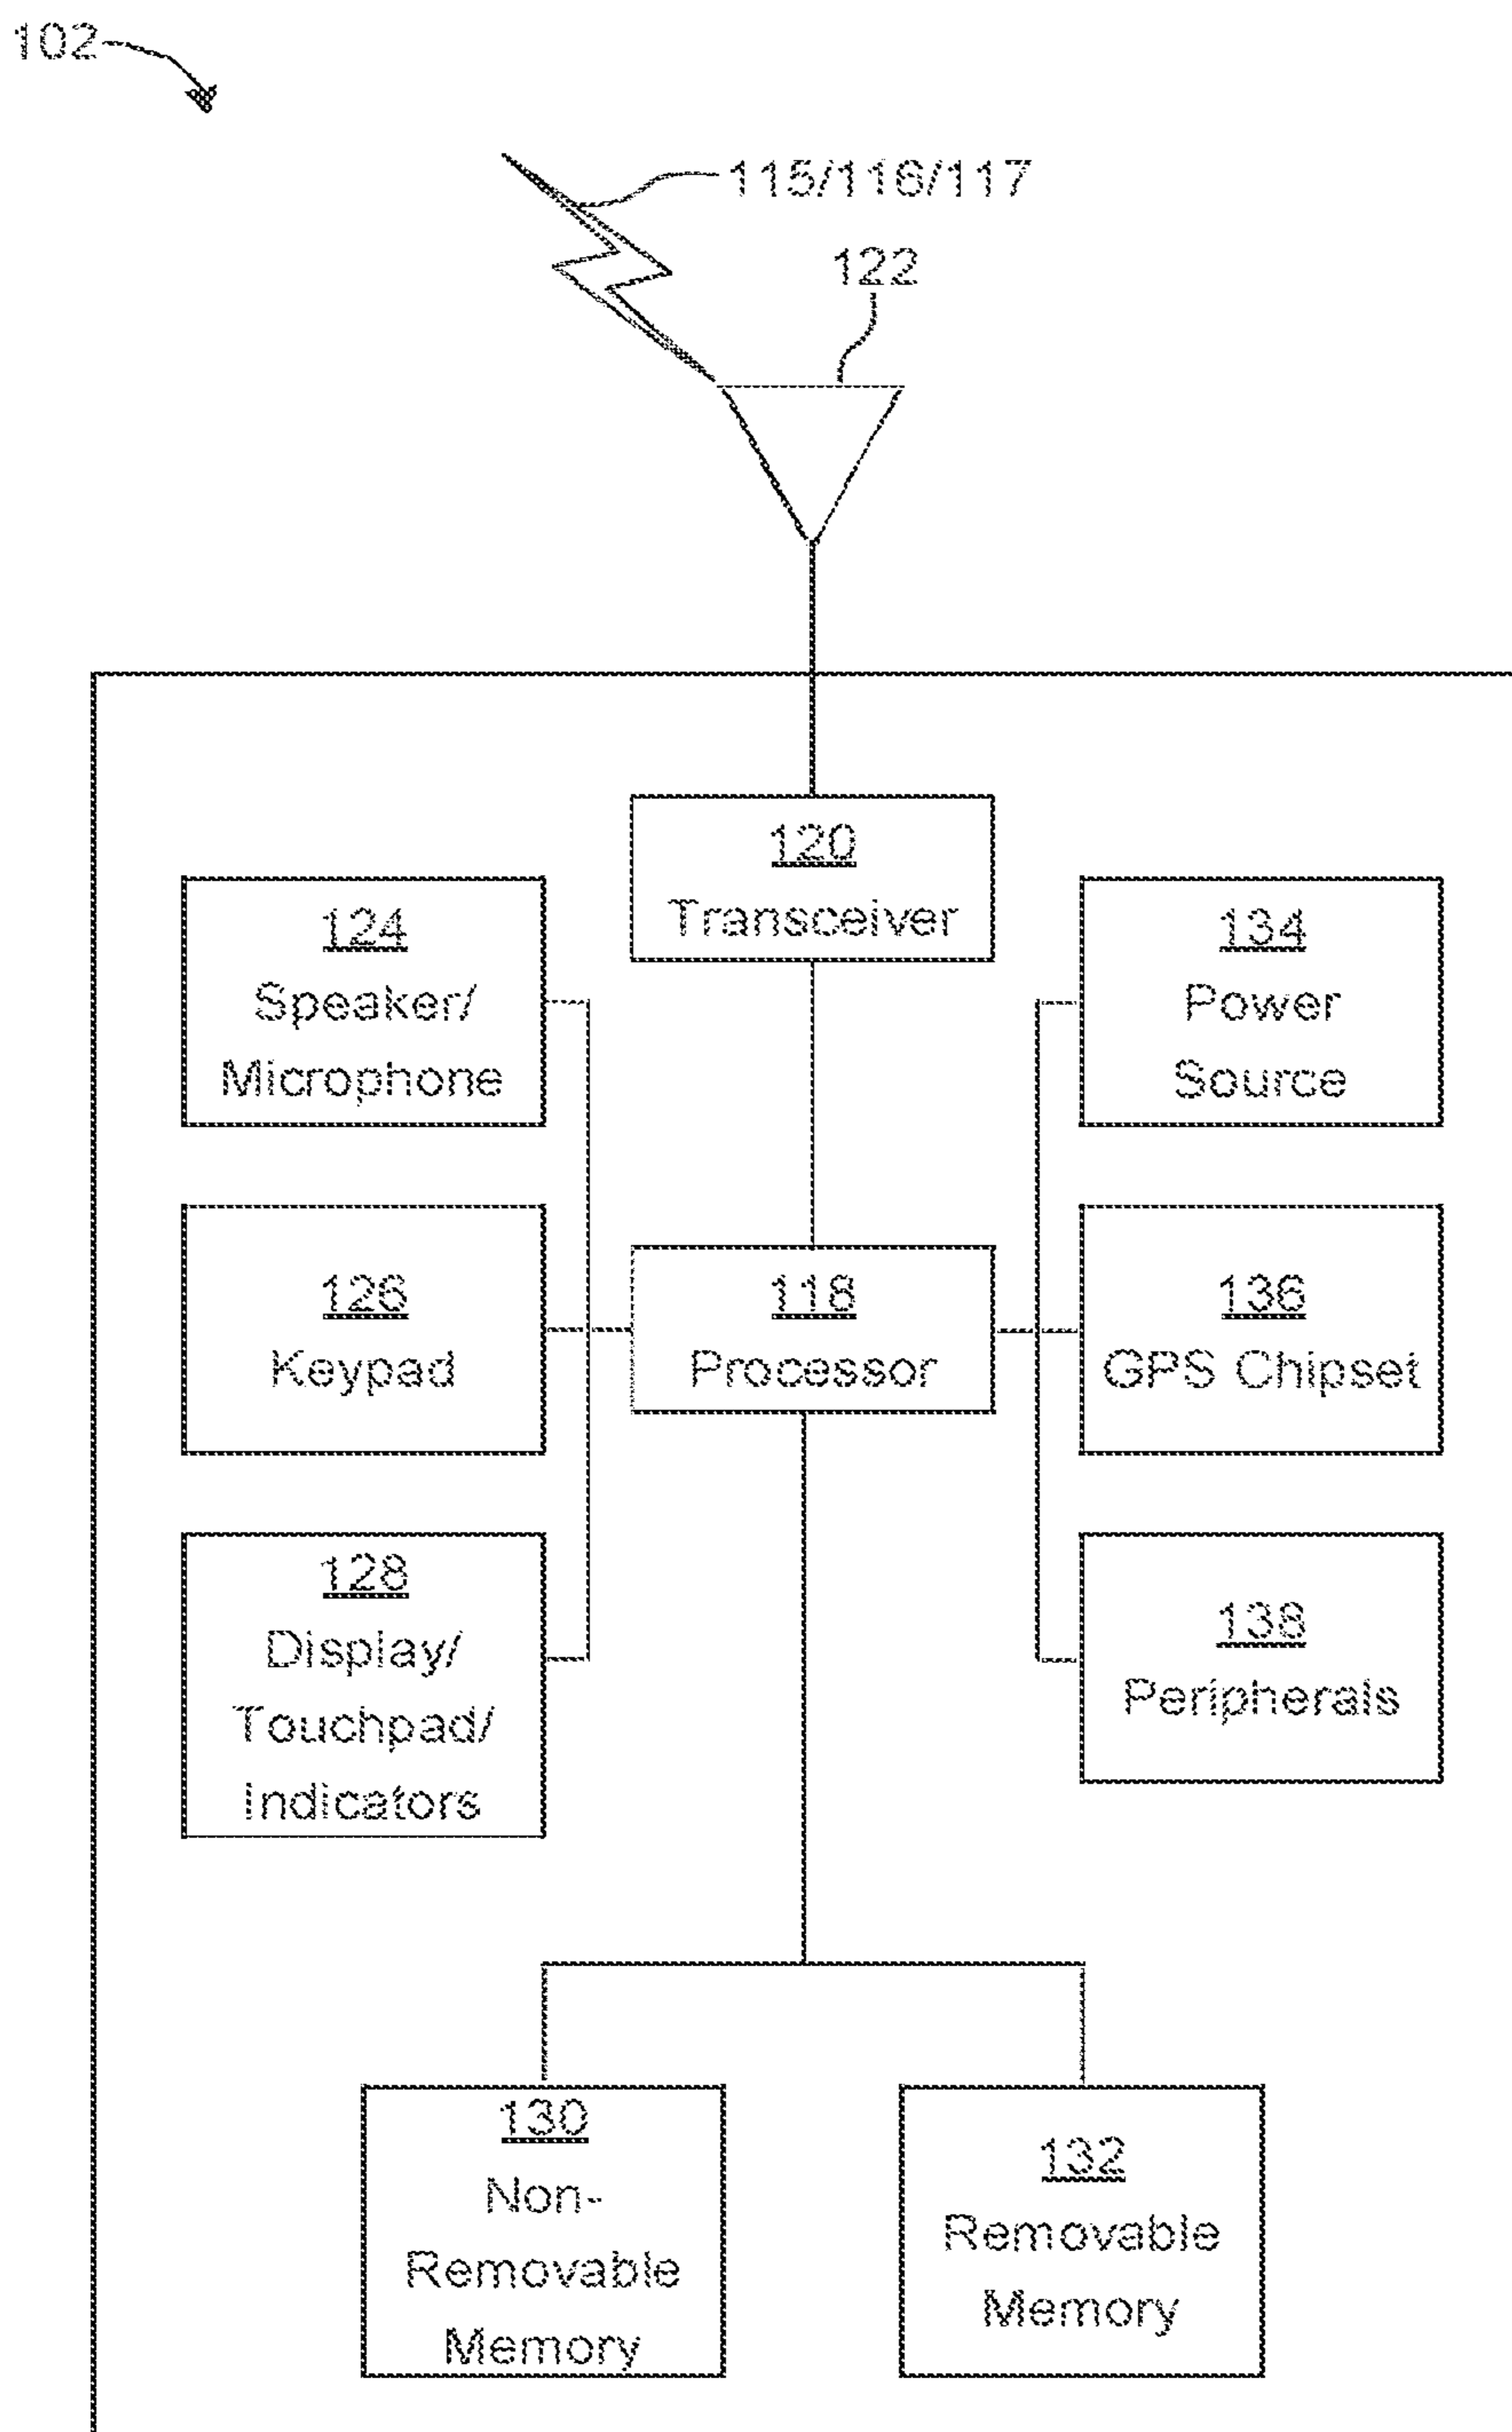 102
115/116/117
122
120
Transceiver
124
Speaker/
Microphone
134
Power
Source
126
Keypad
118
Processor
136
GPS Chipset
128
Display/
Touchpad/
Indicators
138
Peripherals
130
Non-
Removable
Memory
132
Removable
Memory